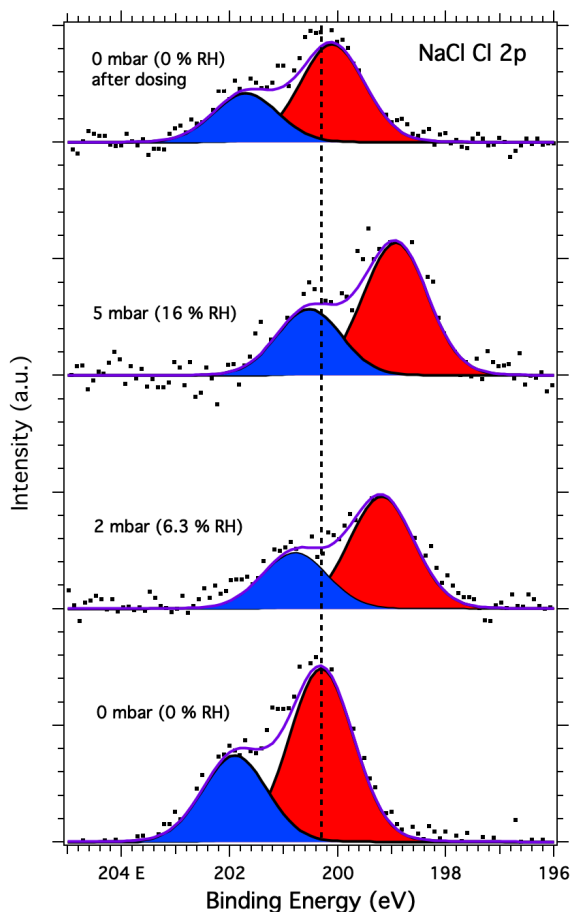 NaCl Cl 2p
0 mbar (0 % RH)
after dosing
5 mbar (16 % RH)
2 mbar (6.3 % RH)
0 mbar (0 % RH)
Intensity (a.u.)
204 E 202 200 198 196
Binding Energy (eV)